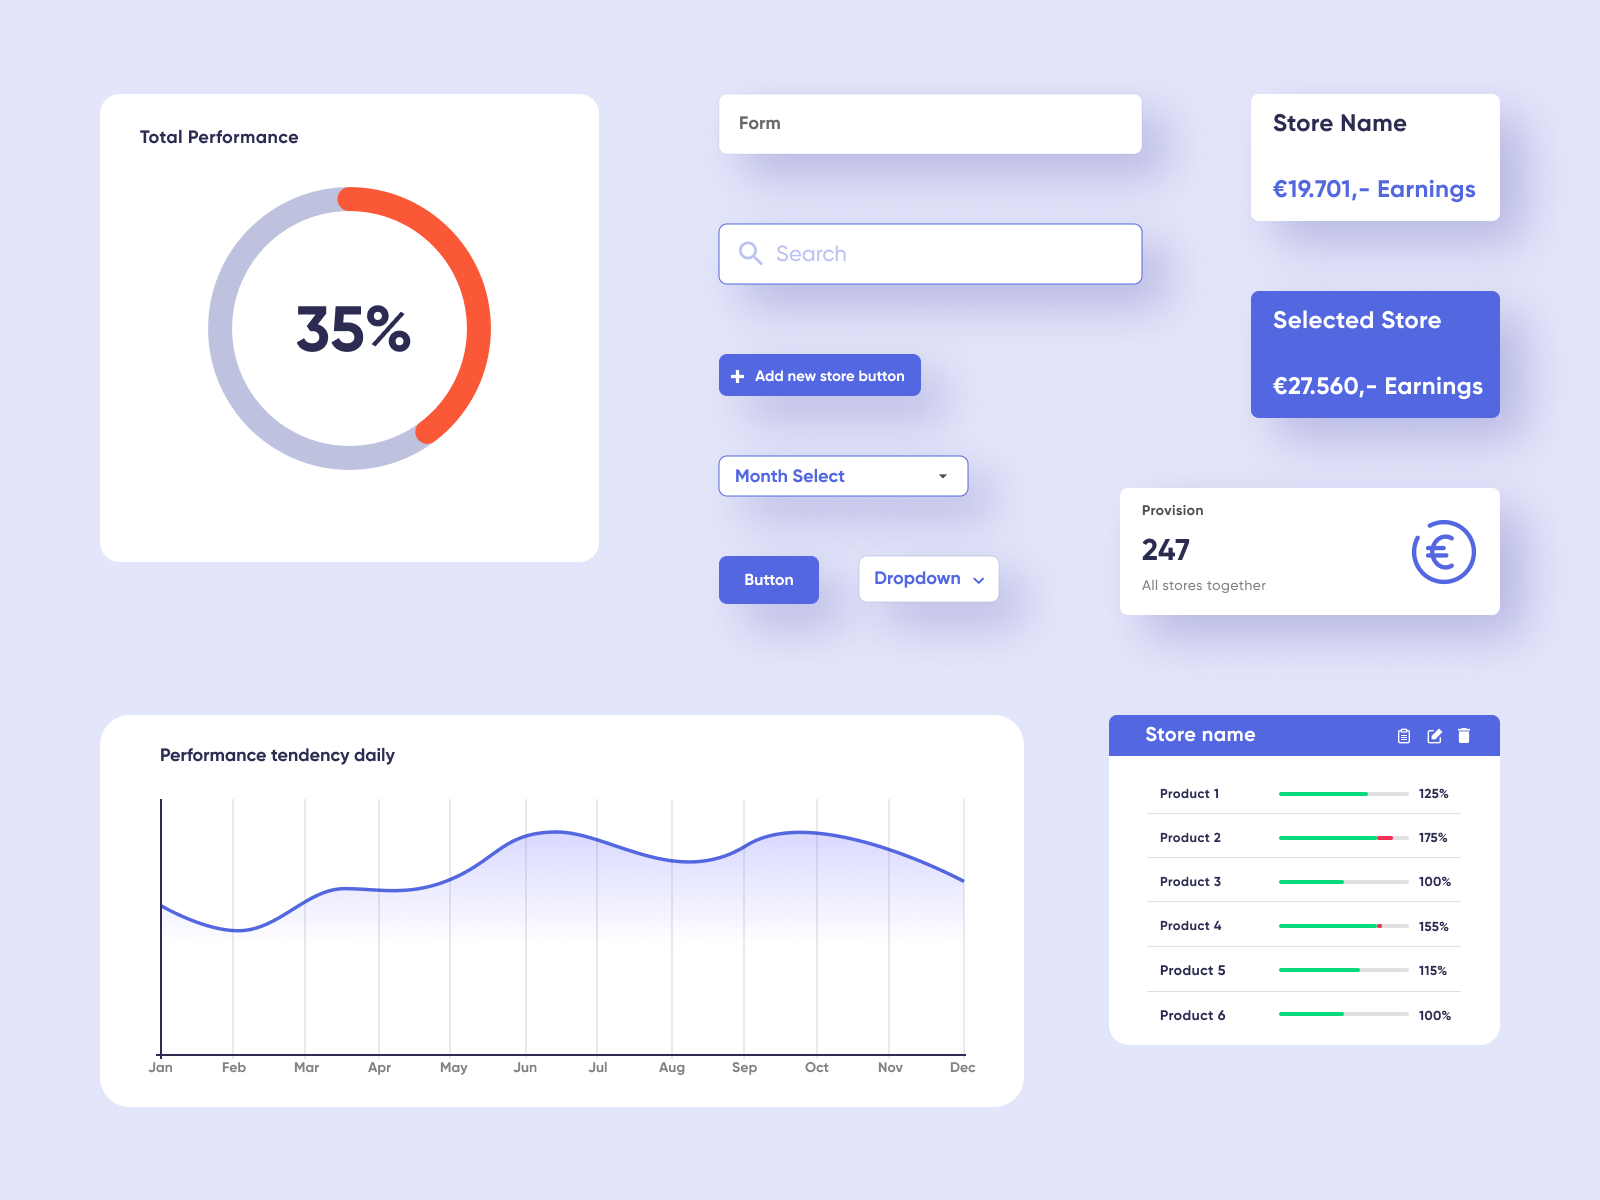 Total Performance
35%
Form
Search
+ Add new store button
Month Select
Button
Dropdown
Store Name
€19.701,- Earnings
Selected Store
€27.560,- Earnings
Provision
247
All stores together
€
Performance tendency daily
Jan Feb Mar Apr May Jun Jul Aug Sep Oct Nov Dec
Store name
Product 1 125%
Product 2 175%
Product 3 100%
Product 4 155%
Product 5 115%
Product 6 100%